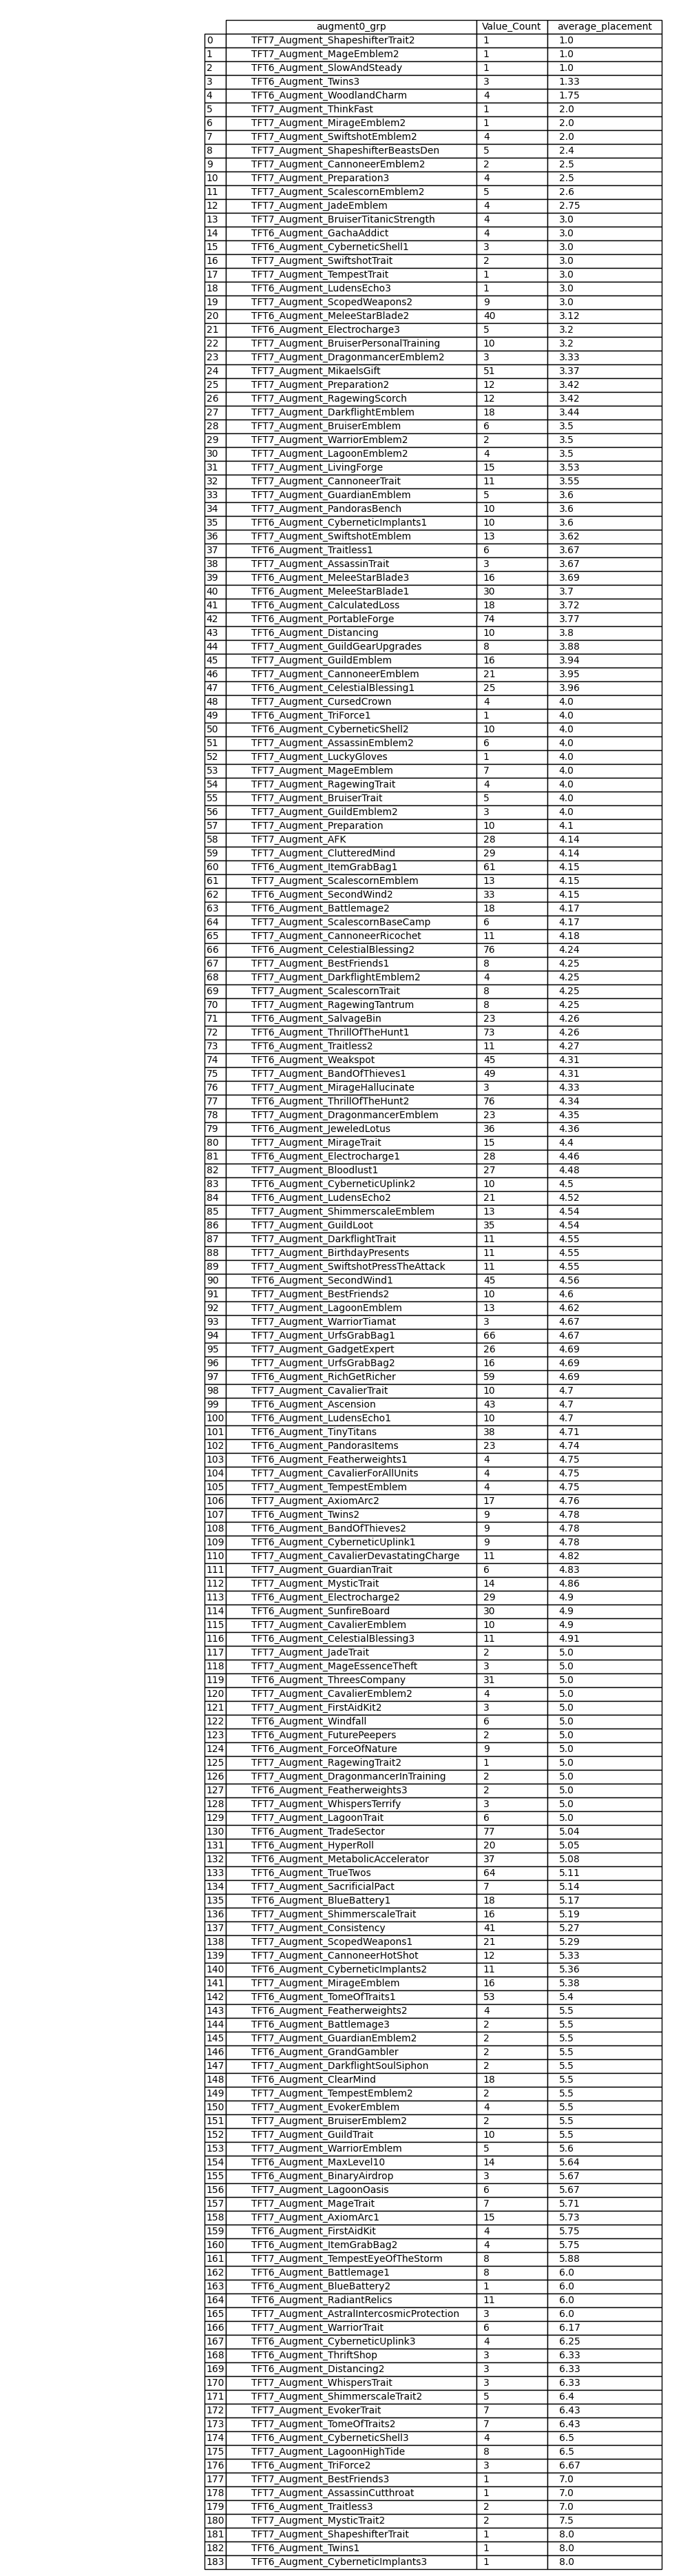 augment0_grp Value_Count average_placement
0 TFT7_Augment_ShapeshifterTrait2 1 1.0
1 TFT7_Augment_MageEmblem2 1 1.0
2 TFT6_Augment_SlowAndSteady 1 1.0
3 TFT6_Augment_Twins3 3 1.33
4 TFT6_Augment_WoodlandCharm 4 1.75
5 TFT7_Augment_ThinkFast 1 2.0
6 TFT7_Augment_MirageEmblem2 1 2.0
7 TFT7_Augment_SwiftshotEmblem2 4 2.0
8 TFT7_Augment_ShapeshifterBeastsDen 5 2.4
9 TFT7_Augment_CannoneerEmblem2 2 2.5
10 TFT7_Augment_Preparation3 4 2.5
11 TFT7_Augment_ScalescornEmblem2 5 2.6
12 TFT7_Augment_JadeEmblem 4 2.75
13 TFT7_Augment_BruiserTitanicStrength 4 3.0
14 TFT6_Augment_GachaAddict 4 3.0
15 TFT6_Augment_CyberneticShell1 3 3.0
16 TFT7_Augment_SwiftshotTrait 2 3.0
17 TFT7_Augment_TempestTrait 1 3.0
18 TFT6_Augment_LudensEcho3 1 3.0
19 TFT7_Augment_ScopedWeapons2 9 3.0
20 TFT6_Augment_MeleeStarBlade2 40 3.12
21 TFT6_Augment_Electrocharge3 5 3.2
22 TFT7_Augment_BruiserPersonalTraining 10 3.2
23 TFT7_Augment_DragonmancerEmblem2 3 3.33
24 TFT7_Augment_MikaelsGift 51 3.37
25 TFT7_Augment_Preparation2 12 3.42
26 TFT7_Augment_RagewingScorch 12 3.42
27 TFT7_Augment_DarkflightEmblem 18 3.44
28 TFT7_Augment_BruiserEmblem 6 3.5
29 TFT7_Augment_WarriorEmblem2 2 3.5
30 TFT7_Augment_LagoonEmblem2 4 3.5
31 TFT7_Augment_LivingForge 15 3.53
32 TFT7_Augment_CannoneerTrait 11 3.55
33 TFT7_Augment_GuardianEmblem 5 3.6
34 TFT7_Augment_PandorasBench 10 3.6
35 TFT6_Augment_CyberneticImplants1 10 3.6
36 TFT7_Augment_SwiftshotEmblem 13 3.62
37 TFT6_Augment_Traitless1 6 3.67
38 TFT7_Augment_AssassinTrait 3 3.67
39 TFT6_Augment_MeleeStarBlade3 16 3.69
40 TFT6_Augment_MeleeStarBlade1 30 3.7
41 TFT6_Augment_CalculatedLoss 18 3.72
42 TFT6_Augment_PortableForge 74 3.77
43 TFT6_Augment_Distancing 10 3.8
44 TFT7_Augment_GuildGearUpgrades 8 3.88
45 TFT7_Augment_GuildEmblem 16 3.94
46 TFT7_Augment_CannoneerEmblem 21 3.95
47 TFT6_Augment_CelestialBlessing1 25 3.96
48 TFT7_Augment_CursedCrown 4 4.0
49 TFT6_Augment_TriForce1 1 4.0
50 TFT6_Augment_CyberneticShell2 10 4.0
51 TFT7_Augment_AssassinEmblem2 6 4.0
52 TFT7_Augment_LuckyGloves 1 4.0
53 TFT7_Augment_MageEmblem 7 4.0
54 TFT7_Augment_RagewingTrait 4 4.0
55 TFT7_Augment_BruiserTrait 5 4.0
56 TFT7_Augment_GuildEmblem2 3 4.0
57 TFT7_Augment_Preparation 10 4.1
58 TFT7_Augment_AFK 28 4.14
59 TFT7_Augment_ClutteredMind 29 4.14
60 TFT6_Augment_ItemGrabBag1 61 4.15
61 TFT7_Augment_ScalescornEmblem 13 4.15
62 TFT6_Augment_SecondWind2 33 4.15
63 TFT6_Augment_Battlemage2 18 4.17
64 TFT7_Augment_ScalescornBaseCamp 6 4.17
65 TFT7_Augment_CannoneerRicochet 11 4.18
66 TFT6_Augment_CelestialBlessing2 76 4.24
67 TFT7_Augment_BestFriends1 8 4.25
68 TFT7_Augment_DarkflightEmblem2 4 4.25
69 TFT7_Augment_ScalescornTrait 8 4.25
70 TFT7_Augment_RagewingTantrum 8 4.25
71 TFT6_Augment_SalvageBin 23 4.26
72 TFT6_Augment_ThrillOfTheHunt1 73 4.26
73 TFT6_Augment_Traitless2 11 4.27
74 TFT6_Augment_Weakspot 45 4.31
75 TFT7_Augment_BandOfThieves1 49 4.31
76 TFT7_Augment_MirageHallucinate 3 4.33
77 TFT6_Augment_ThrillOfTheHunt2 76 4.34
78 TFT7_Augment_DragonmancerEmblem 23 4.35
79 TFT6_Augment_JeweledLotus 36 4.36
80 TFT7_Augment_MirageTrait 15 4.4
81 TFT6_Augment_Electrocharge1 28 4.46
82 TFT7_Augment_Bloodlust1 27 4.48
83 TFT6_Augment_CyberneticUplink2 10 4.5
84 TFT6_Augment_LudensEcho2 21 4.52
85 TFT7_Augment_ShimmerscaleEmblem 13 4.54
86 TFT7_Augment_GuildLoot 35 4.54
87 TFT7_Augment_DarkflightTrait 11 4.55
88 TFT7_Augment_BirthdayPresents 11 4.55
89 TFT7_Augment_SwiftshotPressTheAttack 11 4.55
90 TFT6_Augment_SecondWind1 45 4.56
91 TFT7_Augment_BestFriends2 10 4.6
92 TFT7_Augment_LagoonEmblem 13 4.62
93 TFT7_Augment_WarriorTiamat 3 4.67
94 TFT7_Augment_UrfsGrabBag1 66 4.67
95 TFT7_Augment_GadgetExpert 26 4.69
96 TFT7_Augment_UrfsGrabBag2 16 4.69
97 TFT6_Augment_RichGetRicher 59 4.69
98 TFT7_Augment_CavalierTrait 10 4.7
99 TFT6_Augment_Ascension 43 4.7
100 TFT6_Augment_LudensEcho1 10 4.7
101 TFT6_Augment_TinyTitans 38 4.71
102 TFT6_Augment_PandorasItems 23 4.74
103 TFT6_Augment_Featherweights1 4 4.75
104 TFT7_Augment_CavalierForAllUnits 4 4.75
105 TFT7_Augment_TempestEmblem 4 4.75
106 TFT7_Augment_AxiomArc2 17 4.76
107 TFT6_Augment_Twins2 9 4.78
108 TFT6_Augment_BandOfThieves2 9 4.78
109 TFT6_Augment_CyberneticUplink1 9 4.78
110 TFT7_Augment_CavalierDevastatingCharge 11 4.82
111 TFT7_Augment_GuardianTrait 6 4.83
112 TFT7_Augment_MysticTrait 14 4.86
113 TFT6_Augment_Electrocharge2 29 4.9
114 TFT6_Augment_SunfireBoard 30 4.9
115 TFT7_Augment_CavalierEmblem 10 4.9
116 TFT6_Augment_CelestialBlessing3 11 4.91
117 TFT7_Augment_JadeTrait 2 5.0
118 TFT7_Augment_MageEssenceTheft 3 5.0
119 TFT6_Augment_ThreesCompany 31 5.0
120 TFT7_Augment_CavalierEmblem2 4 5.0
121 TFT7_Augment_FirstAidKit2 3 5.0
122 TFT6_Augment_Windfall 6 5.0
123 TFT7_Augment_FuturePeepers 2 5.0
124 TFT6_Augment_ForceOfNature 9 5.0
125 TFT7_Augment_RagewingTrait2 1 5.0
126 TFT7_Augment_DragonmancerInTraining 2 5.0
127 TFT6_Augment_Featherweights3 2 5.0
128 TFT7_Augment_WhispersTerrify 3 5.0
129 TFT7_Augment_LagoonTrait 6 5.0
130 TFT6_Augment_TradeSector 77 5.04
131 TFT6_Augment_HyperRoll 20 5.05
132 TFT6_Augment_MetabolicAccelerator 37 5.08
133 TFT6_Augment_TrueTwos 64 5.11
134 TFT7_Augment_SacrificialPact 7 5.14
135 TFT6_Augment_BlueBattery1 18 5.17
136 TFT7_Augment_ShimmerscaleTrait 16 5.19
137 TFT7_Augment_Consistency 41 5.27
138 TFT7_Augment_ScopedWeapons1 21 5.29
139 TFT7_Augment_CannoneerHotShot 12 5.33
140 TFT6_Augment_CyberneticImplants2 11 5.36
141 TFT7_Augment_MirageEmblem 16 5.38
142 TFT6_Augment_TomeOfTraits1 53 5.4
143 TFT6_Augment_Featherweights2 4 5.5
144 TFT6_Augment_Battlemage3 2 5.5
145 TFT7_Augment_GuardianEmblem2 2 5.5
146 TFT6_Augment_GrandGambler 2 5.5
147 TFT7_Augment_DarkflightSoulSiphon 2 5.5
148 TFT6_Augment_ClearMind 18 5.5
149 TFT7_Augment_TempestEmblem2 2 5.5
150 TFT7_Augment_EvokerEmblem 4 5.5
151 TFT7_Augment_BruiserEmblem2 2 5.5
152 TFT7_Augment_GuildTrait 10 5.5
153 TFT7_Augment_WarriorEmblem 5 5.6
154 TFT6_Augment_MaxLevel10 14 5.64
155 TFT6_Augment_BinaryAirdrop 3 5.67
156 TFT7_Augment_LagoonOasis 6 5.67
157 TFT7_Augment_MageTrait 7 5.71
158 TFT7_Augment_AxiomArc1 15 5.73
159 TFT6_Augment_FirstAidKit 4 5.75
160 TFT6_Augment_ItemGrabBag2 4 5.75
161 TFT7_Augment_TempestEyeOfTheStorm 8 5.88
162 TFT6_Augment_Battlemage1 8 6.0
163 TFT6_Augment_BlueBattery2 1 6.0
164 TFT6_Augment_RadiantRelics 11 6.0
165 TFT7_Augment_AstralIntercosmicProtection 3 6.0
166 TFT7_Augment_WarriorTrait 6 6.17
167 TFT6_Augment_CyberneticUplink3 4 6.25
168 TFT6_Augment_ThriftShop 3 6.33
169 TFT6_Augment_Distancing2 3 6.33
170 TFT7_Augment_WhispersTrait 3 6.33
171 TFT7_Augment_ShimmerscaleTrait2 5 6.4
172 TFT7_Augment_EvokerTrait 7 6.43
173 TFT7_Augment_TomeOfTraits2 7 6.43
174 TFT6_Augment_CyberneticShell3 4 6.5
175 TFT7_Augment_LagoonHighTide 8 6.5
176 TFT6_Augment_TriForce2 3 6.67
177 TFT7_Augment_BestFriends3 1 7.0
178 TFT7_Augment_AssassinCutthroat 1 7.0
179 TFT6_Augment_Traitless3 2 7.0
180 TFT7_Augment_MysticTrait2 2 7.5
181 TFT7_Augment_ShapeshifterTrait 1 8.0
182 TFT6_Augment_Twins1 1 8.0
183 TFT6_Augment_CyberneticImplants3 1 8.0